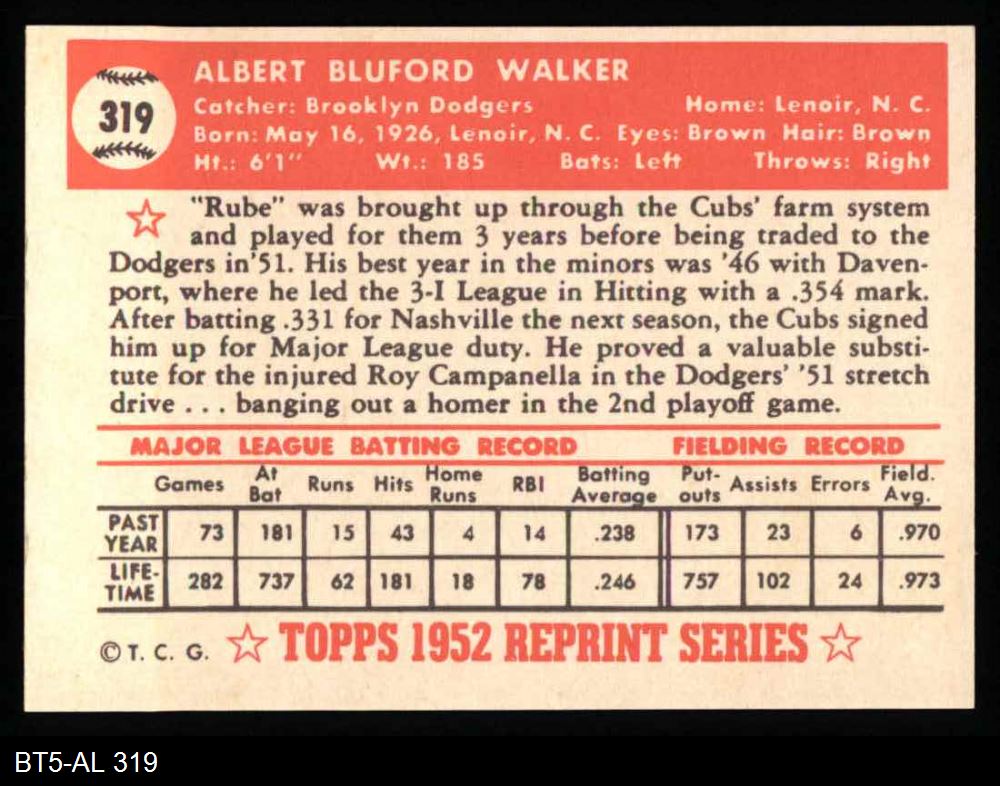 319
ALBERT BLUFORD WALKER
Catcher: Brooklyn Dodgers Home: Lenoir, N. C.
Born: May 16, 1926, Lenoir, N. C. Eyes: Brown Hair: Brown
Ht.: 6'1" Wt.: 185 Bats: Left Throws: Right
"Rube" was brought up through the Cubs' farm system
and played for them 3 years before being traded to the
Dodgers in'51. His best year in the minors was '46 with Daven-
port, where he led the 3-I League in Hitting with a .354 mark.
After batting .331 for Nashville the next season, the Cubs signed
him up for Major League duty. He proved a valuable substi-
tute for the injured Roy Campanella in the Dodgers' '51 stretch
drive . . . banging out a homer in the 2nd playoff game.
MAJOR LEAGUE BATTING RECORD FIELDING RECORD
Games At Bat Runs Hits Home Runs RBI Batting Average Put-outs Assists Errors Field. Avg.
PAST YEAR 73 181 15 43 4 14 .238 173 23 6 .970
LIFE-TIME 282 737 62 181 18 78 .246 757 102 24 .973
© T. C. G. TOPPS 1952 REPRINT SERIES
BT5-AL 319